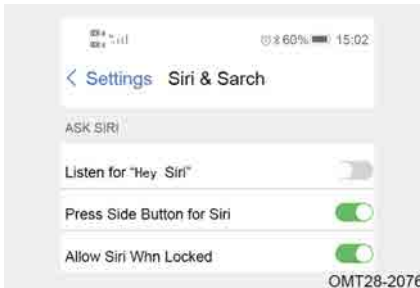 60% 15:02
Settings Siri & Sarch
ASK SIRI
Listen for "Hey Siri"
Press Side Button for Siri
Allow Siri Whn Locked
OMT28-2076